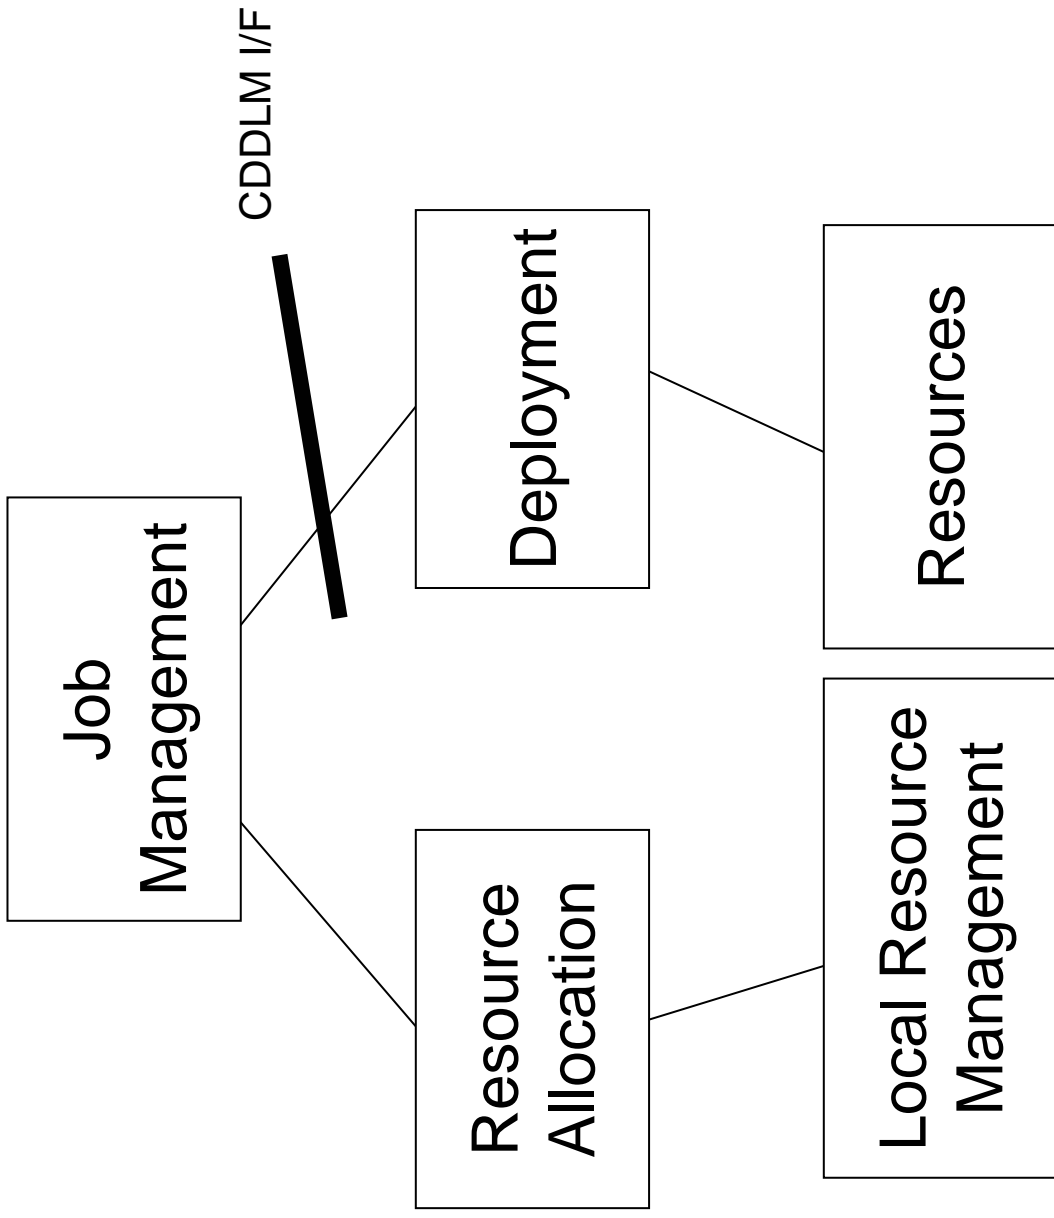 Job
Management
CDDLM I/F
Resource
Allocation
Deployment
Local Resource
Management
Resources